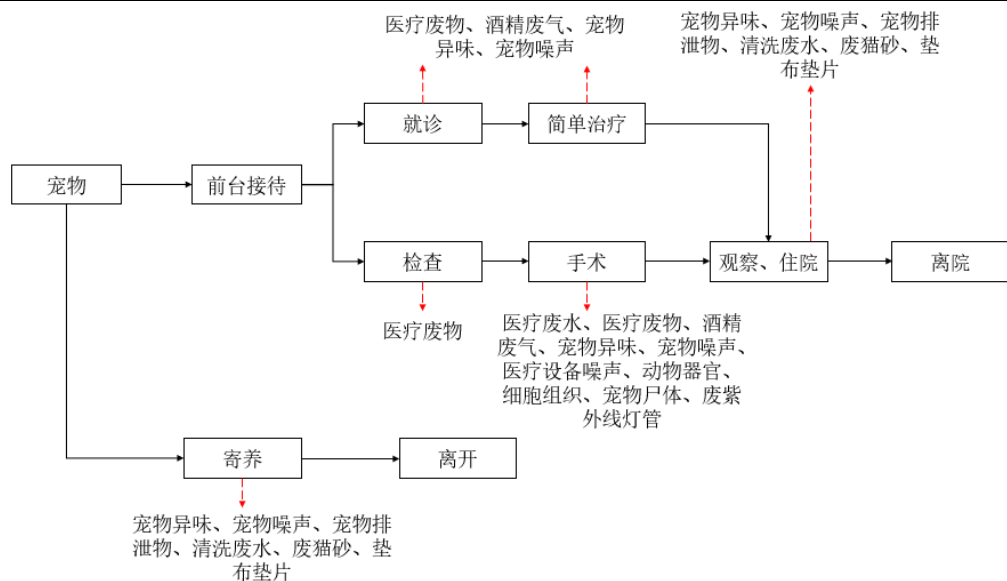 医疗废物、酒精废气、宠物
异味、宠物噪声
宠物异味、宠物噪声、宠物排
泄物、清洗废水、废猫砂、垫
布垫片
就诊
简单治疗
宠物
前台接待
检查
手术
观察、住院
离院
医疗废物
医疗废水、医疗废物、酒精
废气、宠物异味、宠物噪声、
医疗设备噪声、动物器官、
细胞组织、宠物尸体、废紫
外线灯管
寄养
离开
宠物异味、宠物噪声、宠物排
泄物、清洗废水、废猫砂、垫
布垫片